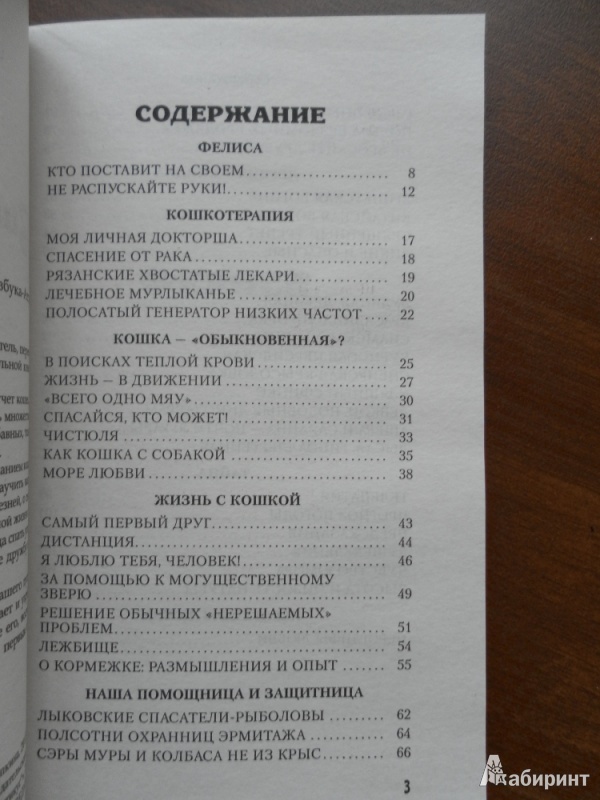 СОДЕРЖАНИЕ
ФЕЛИСА
КТО ПОСТАВИТ НА СВОЕМ 8
НЕ РАСПУСКАЙТЕ РУКИ! 12
КОШКОТЕРАПИЯ
МОЯ ЛИЧНАЯ ДОКТОРША 17
СПАСЕНИЕ ОТ РАКА 18
РЯЗАНСКИЕ ХВОСТАТЫЕ ЛЕКАРИ 19
ЛЕЧЕБНОЕ МУРЛЫКАНЬЕ 20
ПОЛОСАТЫЙ ГЕНЕРАТОР НИЗКИХ ЧАСТОТ 22
КОШКА – «ОБЫКНОВЕННАЯ»?
В ПОИСКАХ ТЕПЛОЙ КРОВИ 25
ЖИЗНЬ – В ДВИЖЕНИИ 27
«ВСЕГО ОДНО МЯУ» 30
СПАСАЙСЯ, КТО МОЖЕТ! 31
ЧИСТЮЛЯ 33
КАК КОШКА С СОБАКОЙ 35
МОРЕ ЛЮБВИ 38
ЖИЗНЬ С КОШКОЙ
САМЫЙ ПЕРВЫЙ ДРУГ 43
ДИСТАНЦИЯ 44
Я ЛЮБЛЮ ТЕБЯ, ЧЕЛОВЕК! 46
ЗА ПОМОЩЬЮ К МОГУЩЕСТВЕННОМУ
ЗВЕРЮ 49
РЕШЕНИЕ ОБЫЧНЫХ «НЕРЕШАЕМЫХ»
ПРОБЛЕМ 51
ЛЕЖБИЩЕ 54
О КОРМЕЖКЕ: РАЗМЫШЛЕНИЯ И ОПЫТ 55
НАША ПОМОЩНИЦА И ЗАЩИТНИЦА
ЛЫКОВСКИЕ СПАСАТЕЛИ-РЫБОЛОВЫ 62
ПОЛСОТНИ ОХРАННИЦ ЭРМИТАЖА 64
СЭРЫ МУРЫ И КОЛБАСА НЕ ИЗ КРЫС 66
3
Лабиринт